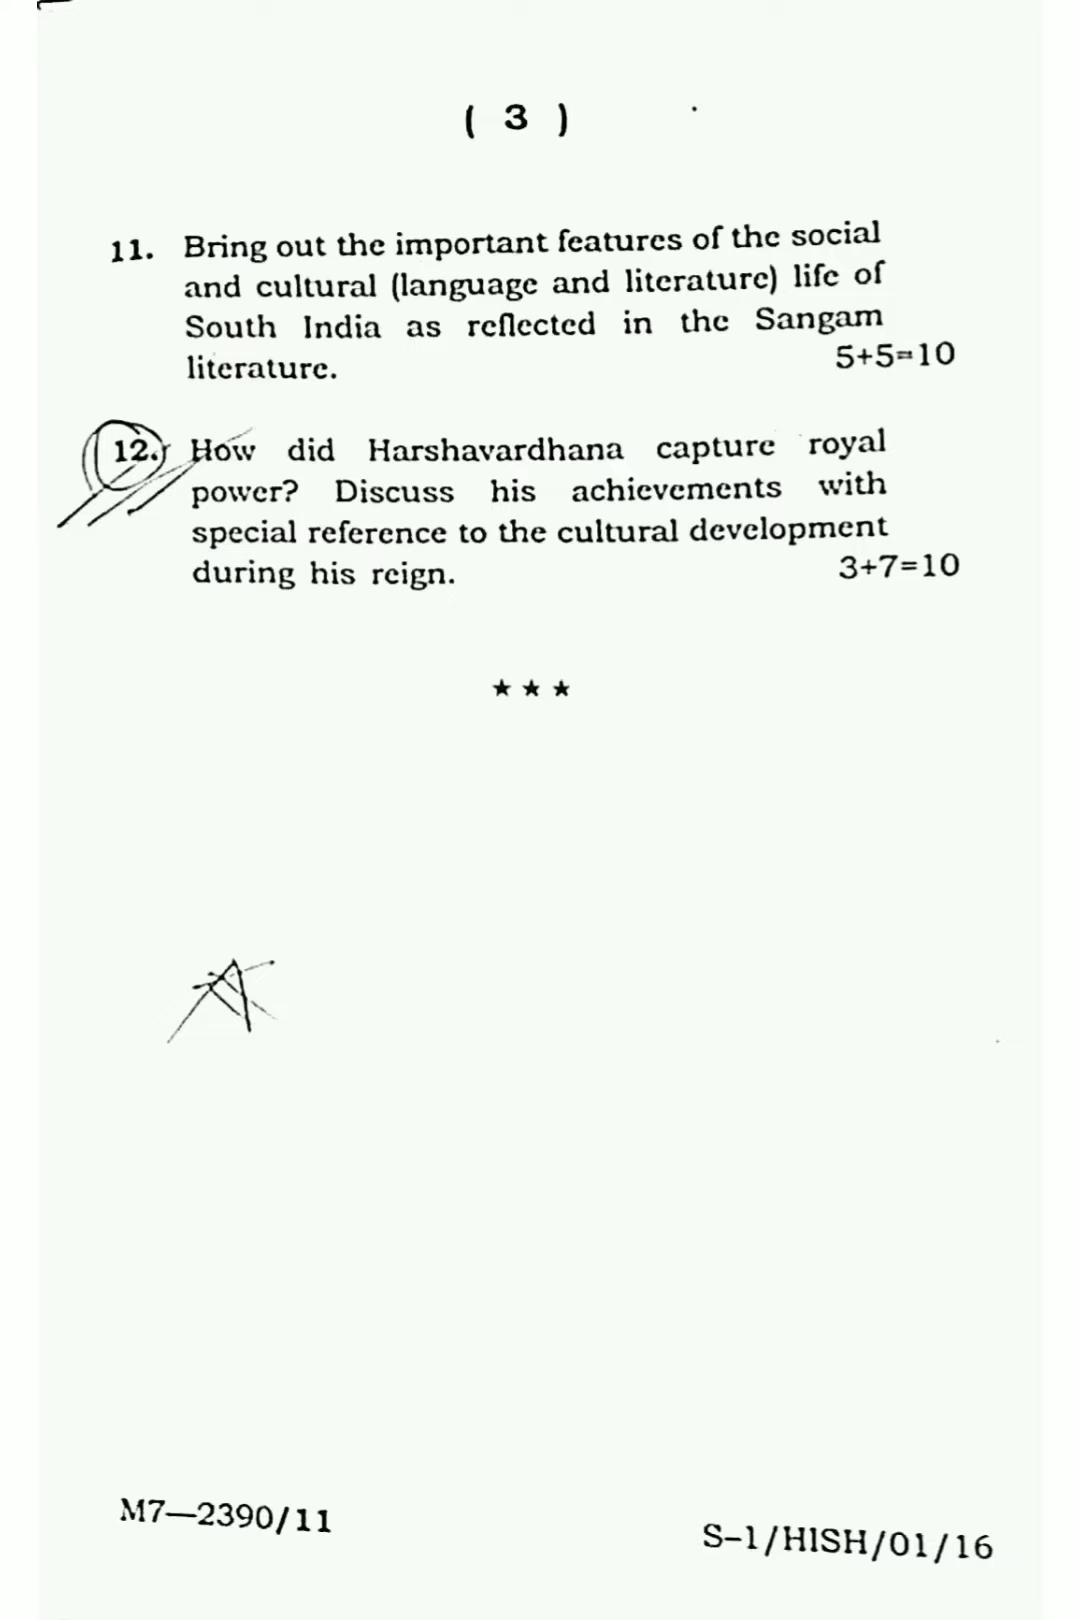 ( 3 )
11. Bring out the important features of the social
and cultural (language and literature) life of
South India as reflected in the Sangam
literature. 5+5=10
12. How did Harshavardhana capture royal
power? Discuss his achievements with
special reference to the cultural development
during his reign. 3+7=10
★ ★ ★
M7—2390/11
S-1/HISH/01/16